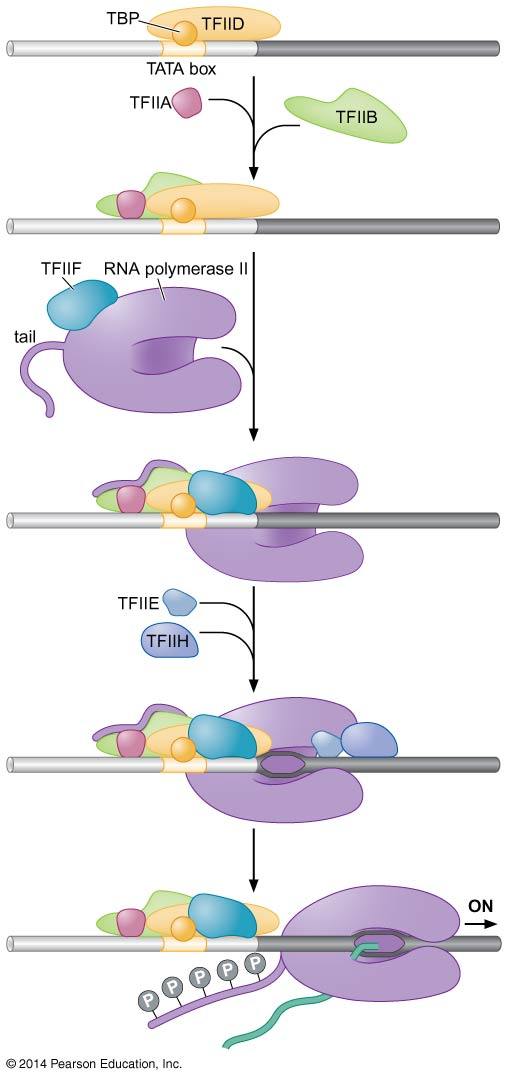 TBP
TFIID
TATA box
TFIIA
TFIIB
TFIIF
RNA polymerase II
tail
TFIIE
TFIIH
ON
P P P P P
© 2014 Pearson Education, Inc.